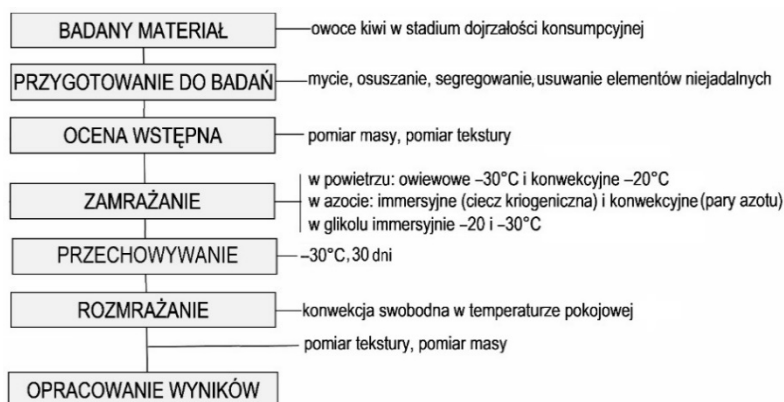 BADANY MATERIAŁ
owoce kiwi w stadium dojrzałości konsumpcyjnej
PRZYGOTOWANIE DO BADAŃ
mycie, osuszanie, segregowanie, usuwanie elementów niejadalnych
OCENA WSTĘPNA
pomiar masy, pomiar tekstury
ZAMRAŻANIE
w powietrzu: owiewowe –30°C i konwekcyjne –20°C
w azocie: immersyjne (ciecz kriogeniczna) i konwekcyjne (pary azotu)
w glikolu immersyjnie –20 i –30°C
PRZECHOWYWANIE
–30°C, 30 dni
ROZMRAŻANIE
konwekcja swobodna w temperaturze pokojowej
pomiar tekstury, pomiar masy
OPRACOWANIE WYNIKÓW